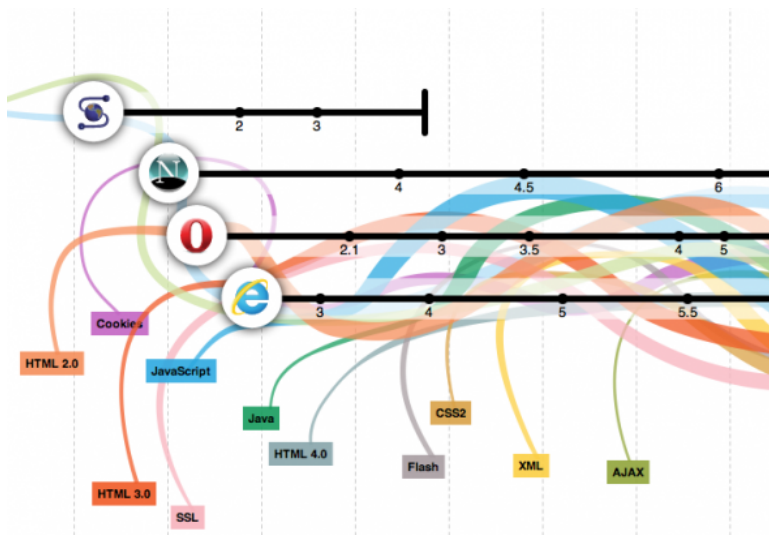 2 3
N 4 4.5 6
2.1 3 3.5 4 5
3 4 5 5.5
Cookies
HTML 2.0
JavaScript
Java
CSS2
HTML 4.0
Flash
XML
AJAX
HTML 3.0
SSL